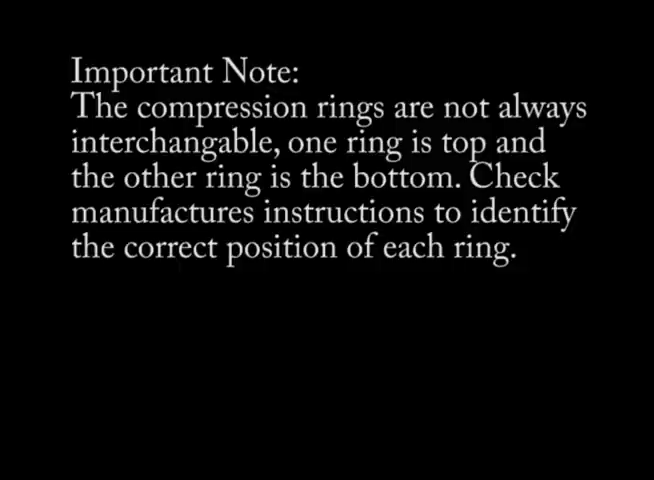 Important Note:
The compression rings are not always
interchangable, one ring is top and
the other ring is the bottom. Check
manufactures instructions to identify
the correct position of each ring.